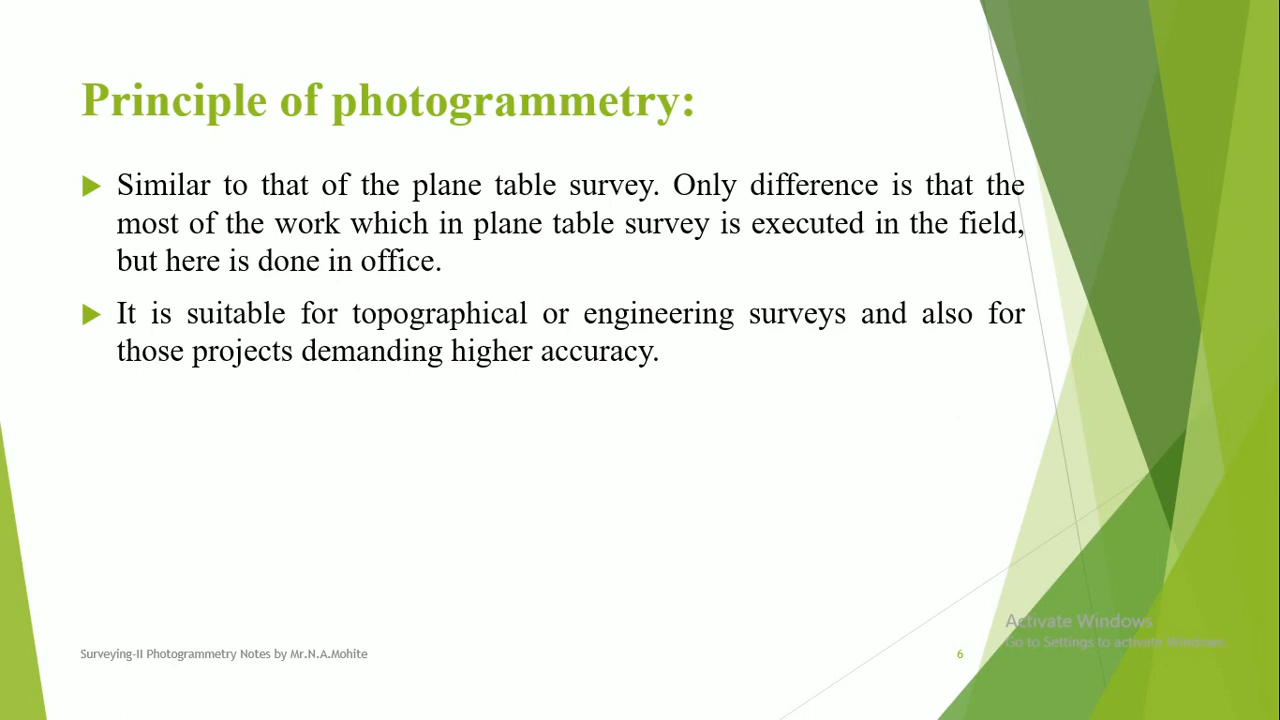 Principle of photogrammetry:
Similar to that of the plane table survey. Only difference is that the
most of the work which in plane table survey is executed in the field,
but here is done in office.
It is suitable for topographical or engineering surveys and also for
those projects demanding higher accuracy.
Surveying-II Photogrammetry Notes by Mr.N.A.Mohite
6
Activate Windows
Go to Settings to activate Windows.